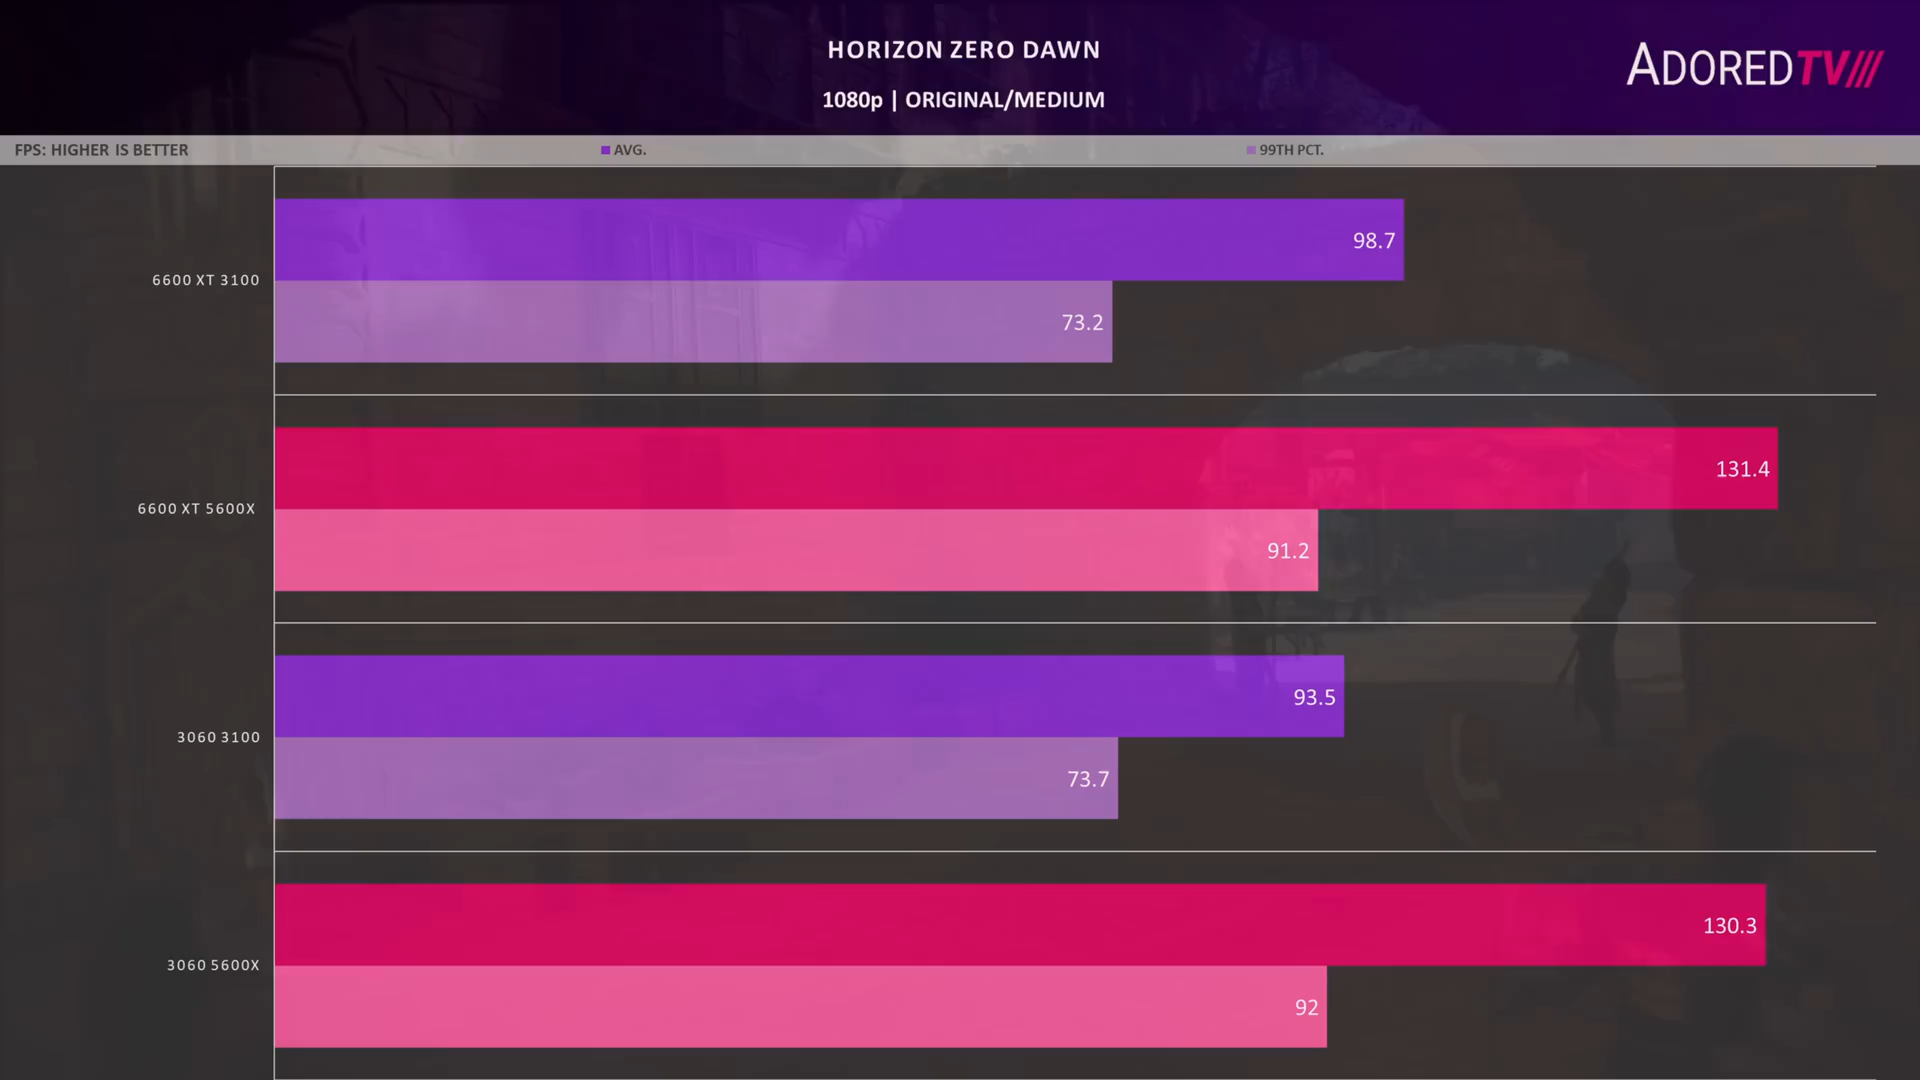 HORIZON ZERO DAWN
1080p | ORIGINAL/MEDIUM
ADOREDTV
FPS: HIGHER IS BETTER
AVG.
99TH PCT.
6600 XT 3100
98.7
73.2
6600 XT 5600X
131.4
91.2
3060 3100
93.5
73.7
3060 5600X
130.3
92